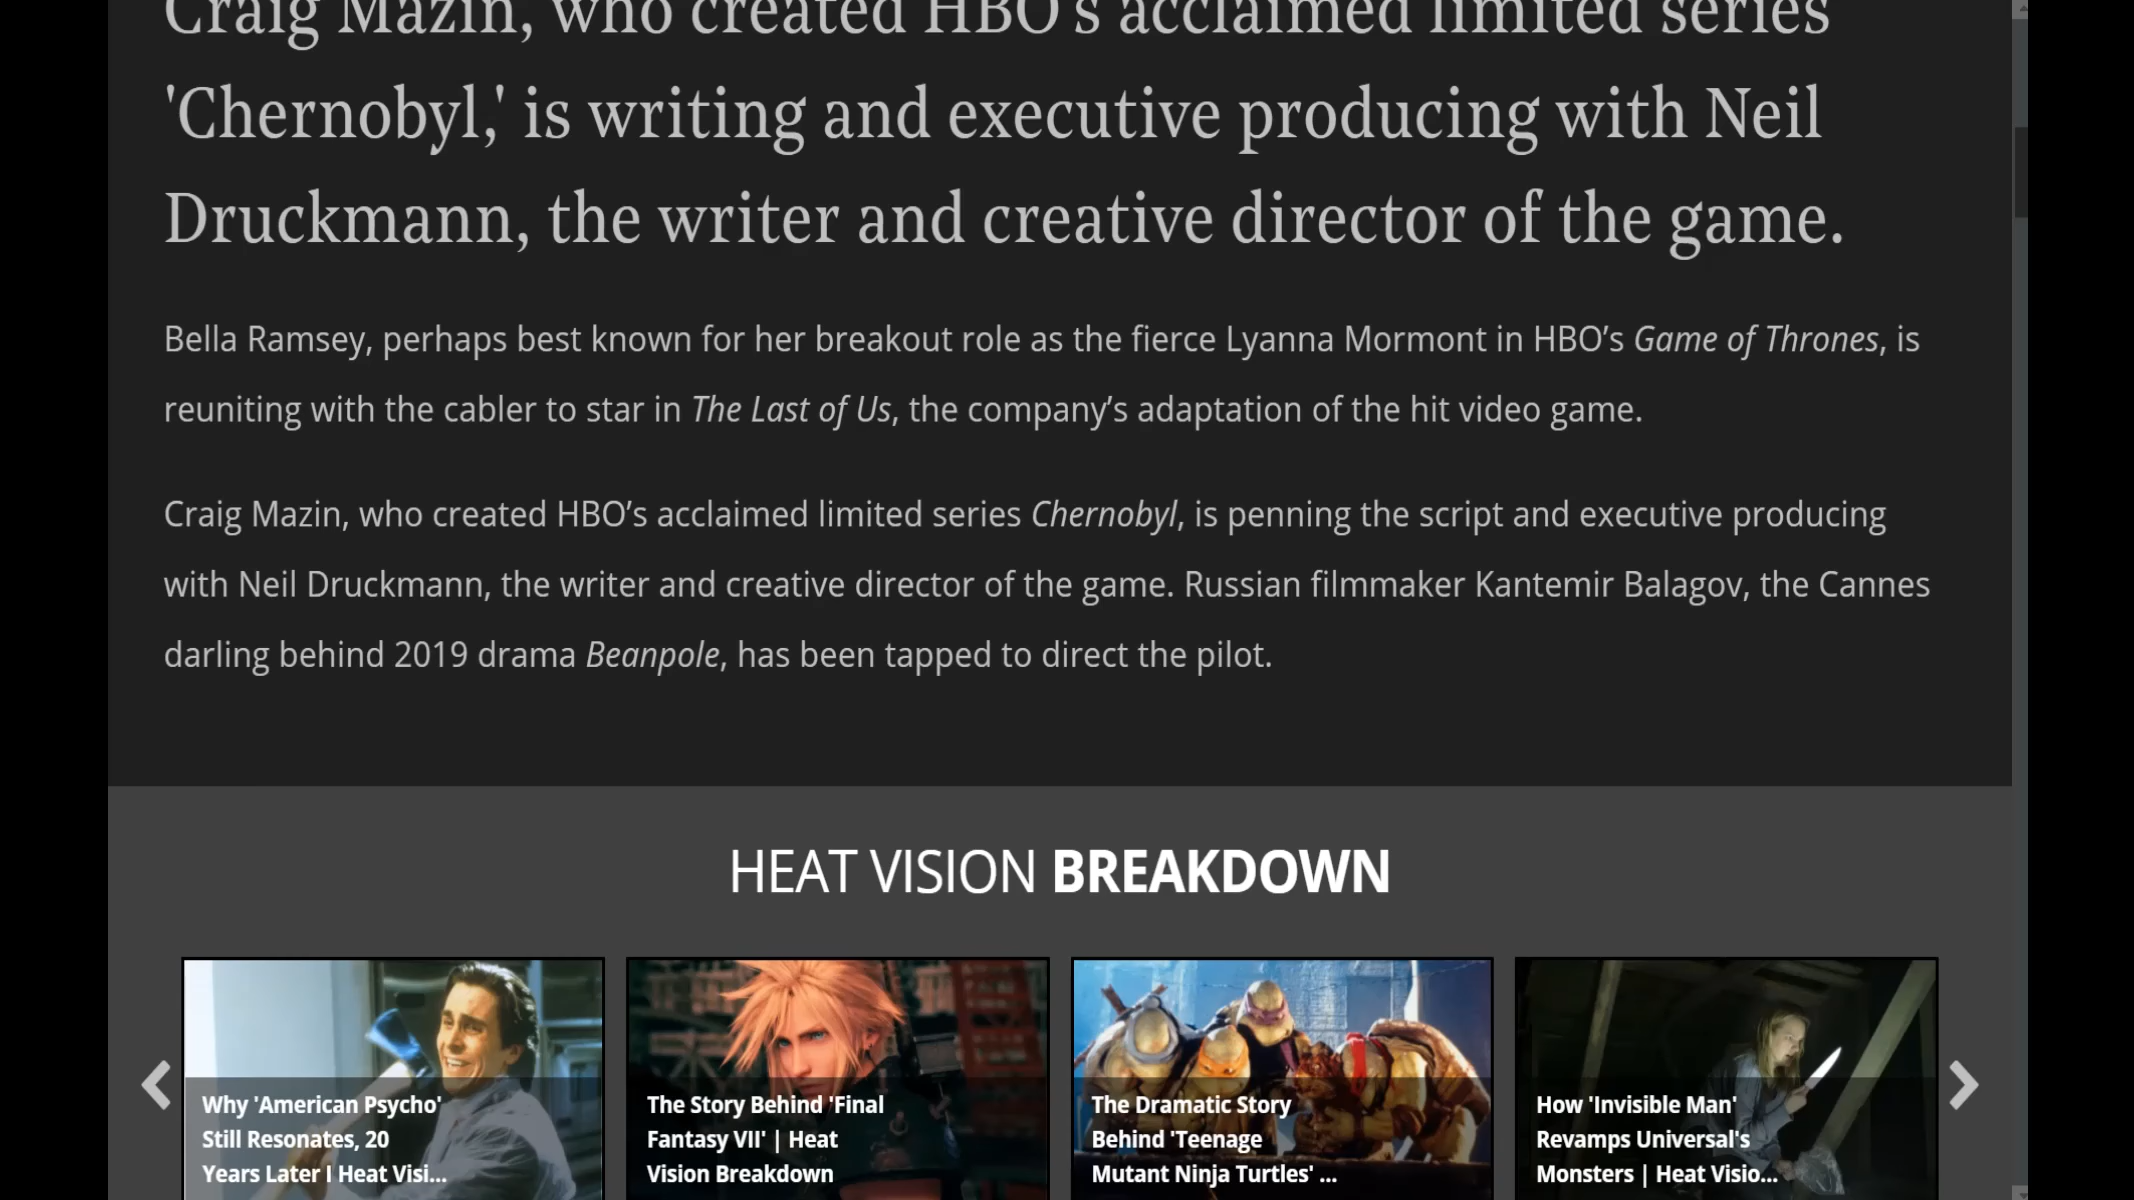 Craig Mazin, who created HBO's acclaimed limited series
'Chernobyl,' is writing and executive producing with Neil
Druckmann, the writer and creative director of the game.
Bella Ramsey, perhaps best known for her breakout role as the fierce Lyanna Mormont in HBO’s Game of Thrones, is
reuniting with the cabler to star in The Last of Us, the company’s adaptation of the hit video game.
Craig Mazin, who created HBO’s acclaimed limited series Chernobyl, is penning the script and executive producing
with Neil Druckmann, the writer and creative director of the game. Russian filmmaker Kantemir Balagov, the Cannes
darling behind 2019 drama Beanpole, has been tapped to direct the pilot.
HEAT VISION BREAKDOWN
Why 'American Psycho'
Still Resonates, 20
Years Later I Heat Visi...
The Story Behind 'Final
Fantasy VII' | Heat
Vision Breakdown
The Dramatic Story
Behind 'Teenage
Mutant Ninja Turtles' ...
How 'Invisible Man'
Revamps Universal's
Monsters | Heat Visio...